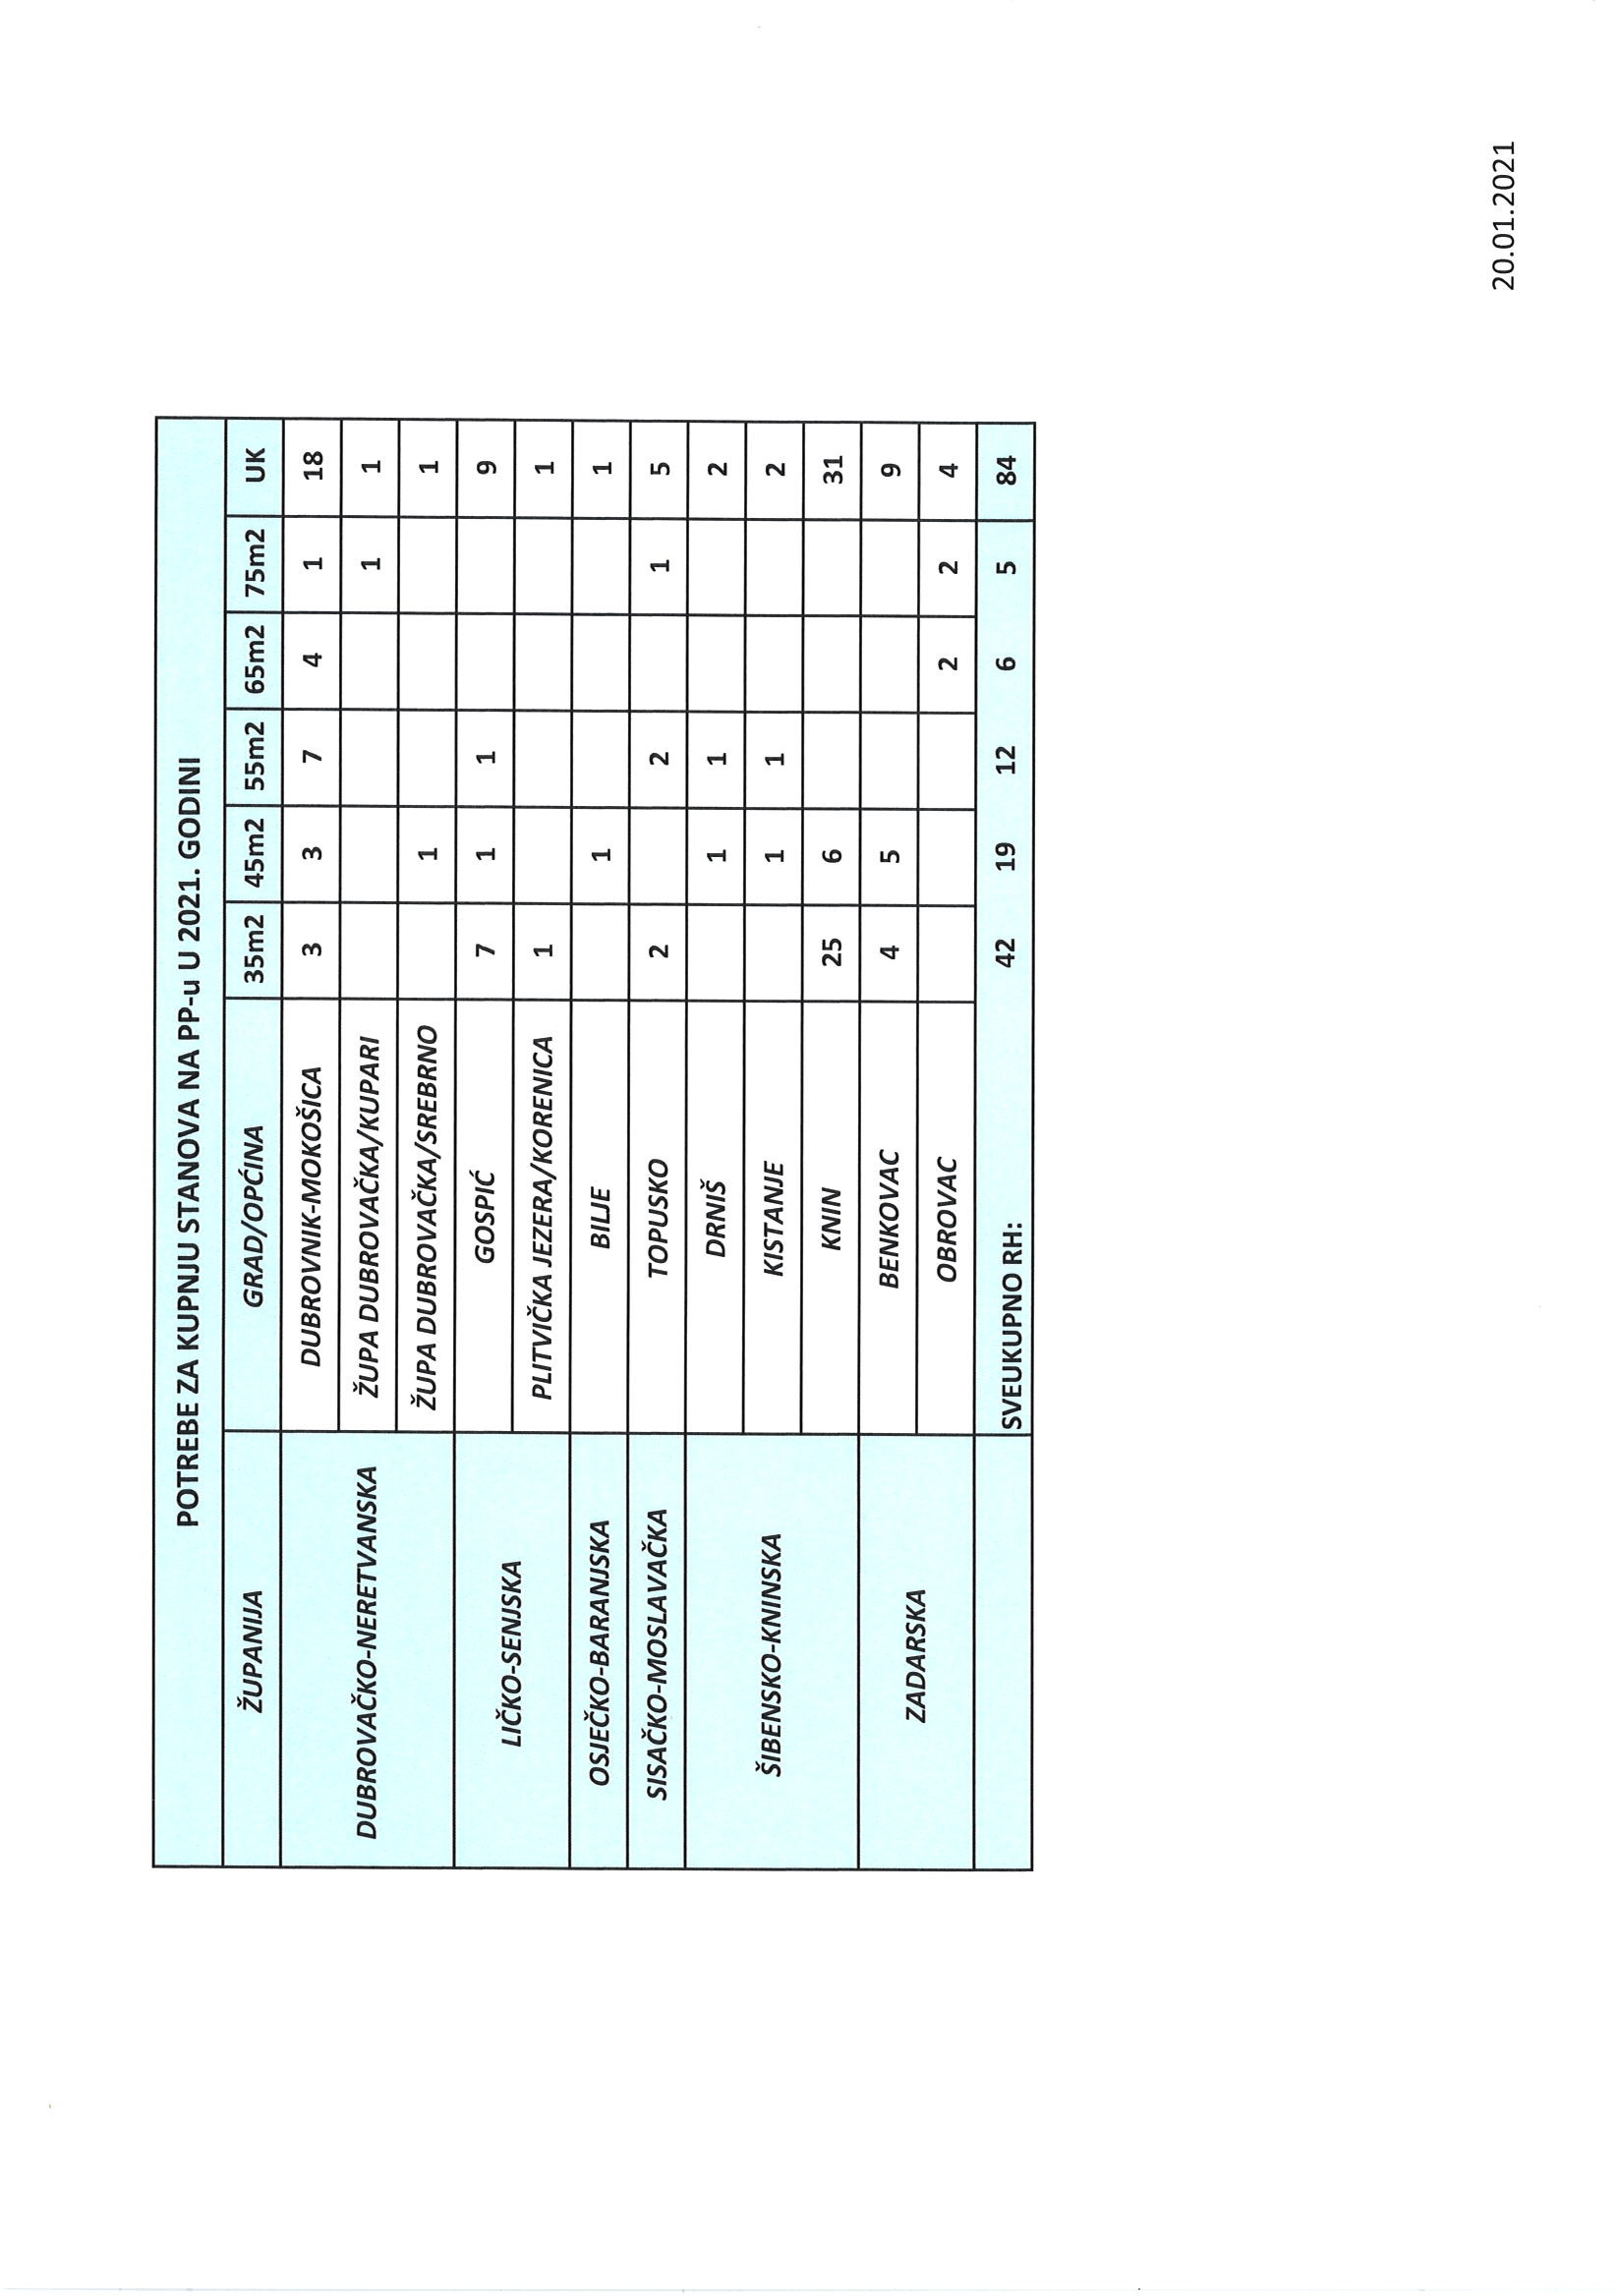 POTREBE ZA KUPNJU STANOVA NA PP-u U 2021. GODINI
ŽUPANIJA GRAD/OPĆINA 35m2 45m2 55m2 65m2 75m2 UK
DUBROVAČKO-NERETVANSKA DUBROVNIK-MOKOŠICA 3 3 7 4 1 18
ŽUPA DUBROVAČKA/KUPARI 1 1
ŽUPA DUBROVAČKA/SREBRNO 1 1
LIČKO-SENJSKA GOSPIĆ 7 1 1 9
PLITVIČKA JEZERA/KORENICA 1 1
OSJEČKO-BARANJSKA BILJE 1 1
SISAČKO-MOSLAVAČKA TOPUSKO 2 2 1 5
ŠIBENSKO-KNINSKA DRNIŠ 1 1 2
KISTANJE 1 1 2
KNIN 25 6 31
ZADARSKA BENKOVAC 4 5 9
OBROVAC 2 2 4
SVEUKUPNO RH: 42 19 12 6 5 84
20.01.2021